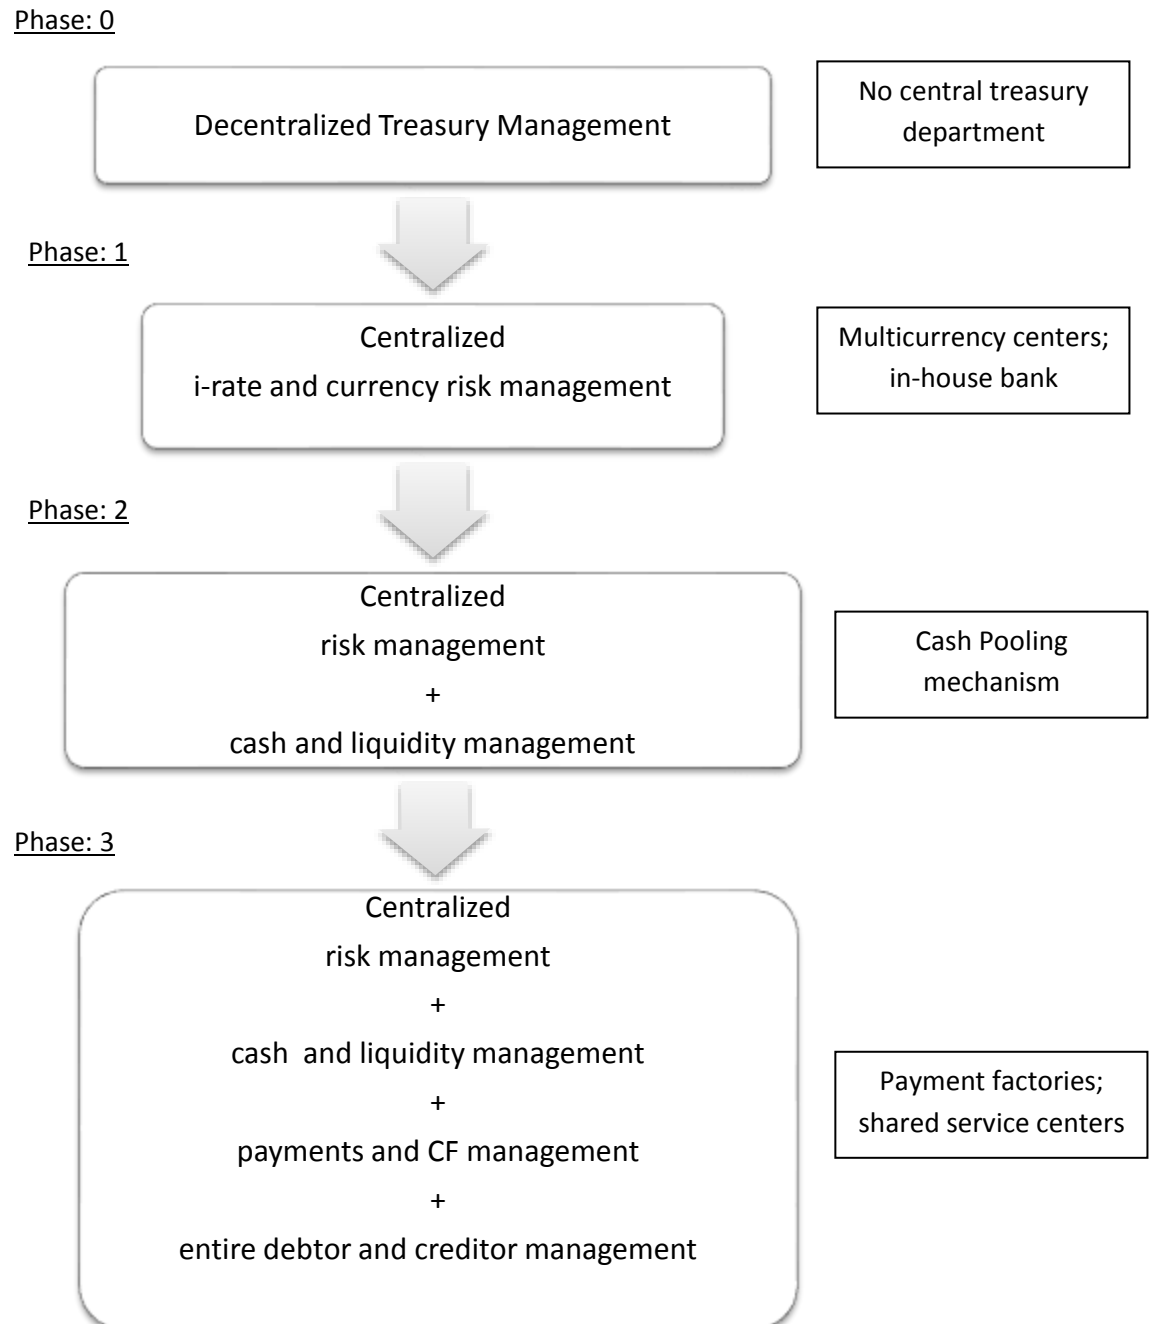 Phase: 0
Decentralized Treasury Management
No central treasury
department
Phase: 1
Centralized
i-rate and currency risk management
Multicurrency centers;
in-house bank
Phase: 2
Centralized
risk management
+
cash and liquidity management
Cash Pooling
mechanism
Phase: 3
Centralized
risk management
+
cash  and liquidity management
+
payments and CF management
+
entire debtor and creditor management
Payment factories;
shared service centers